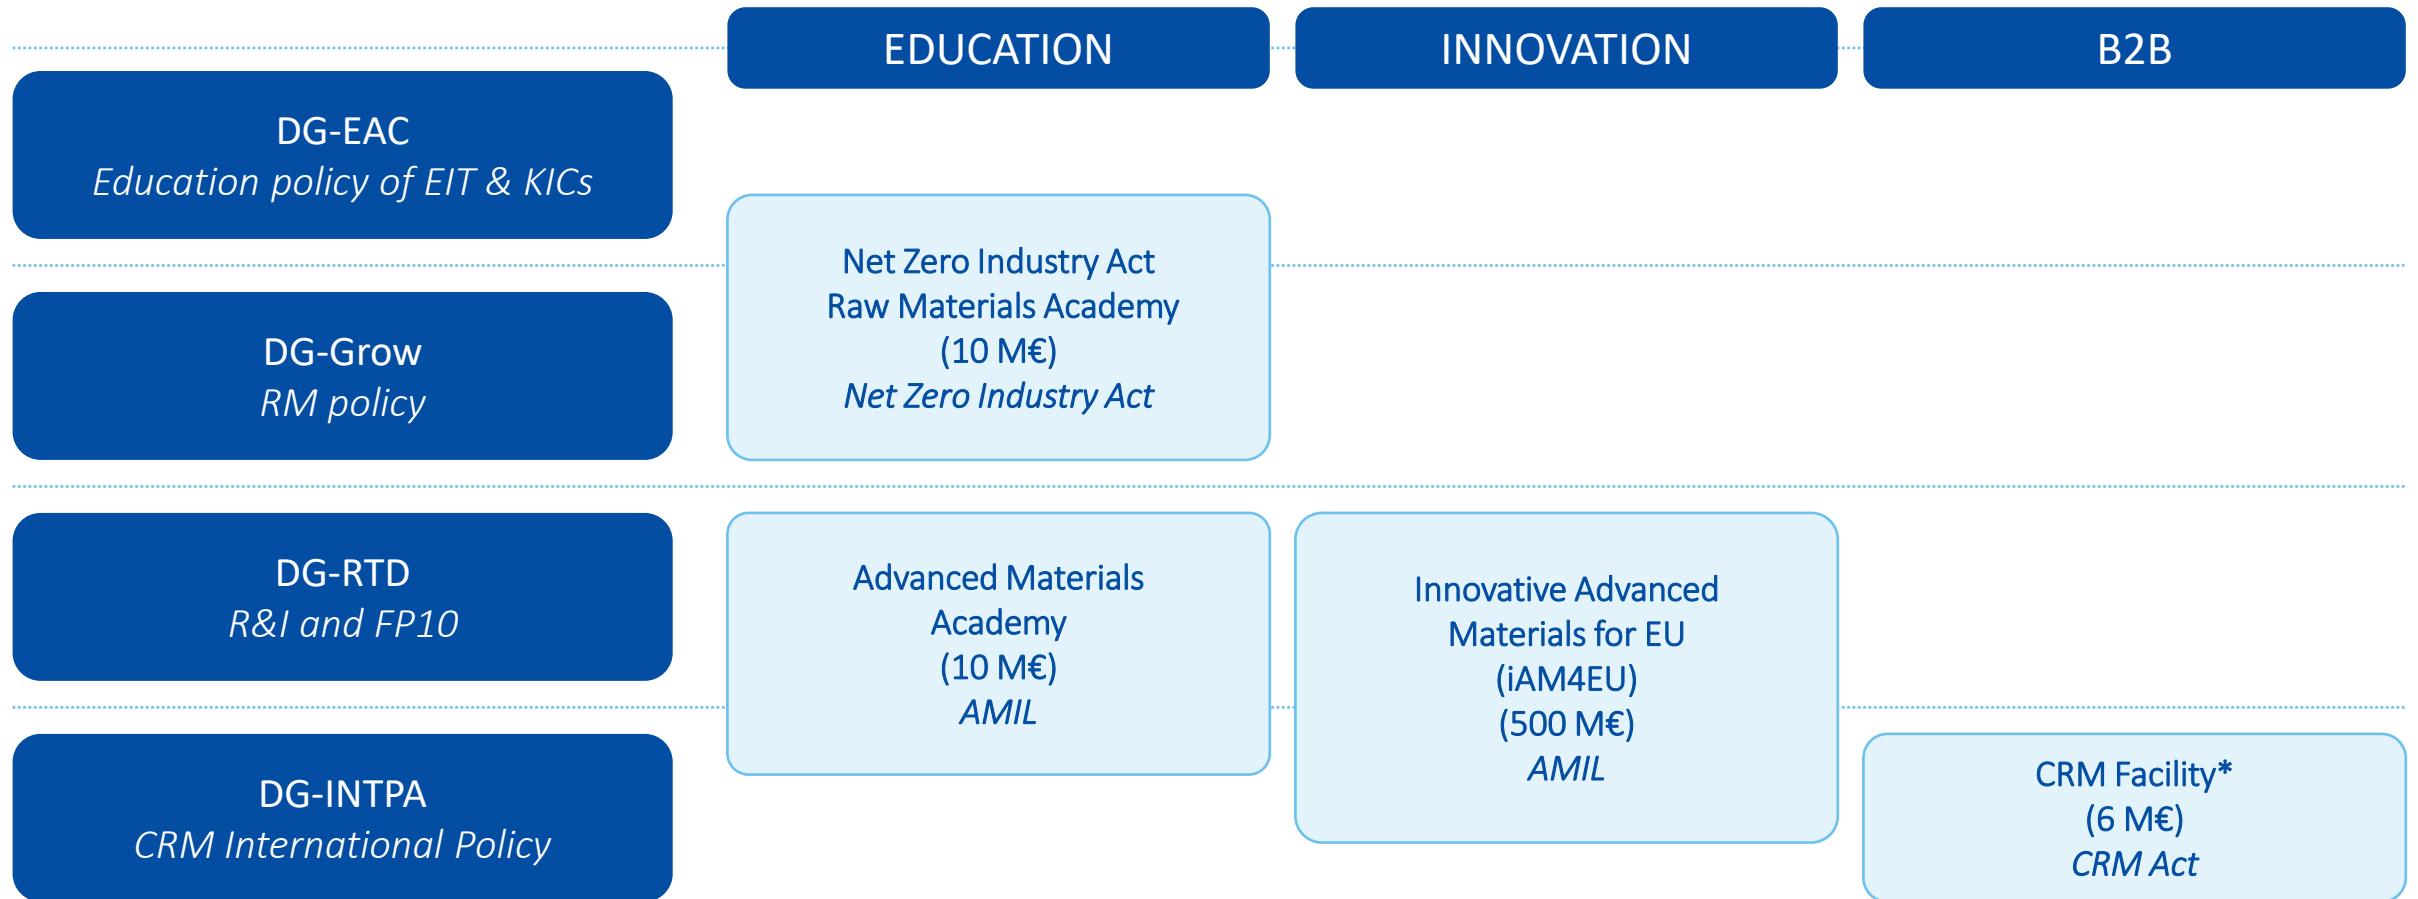 EDUCATION
INNOVATION
B2B
DG-EAC
Education policy of EIT & KICs
Net Zero Industry Act
Raw Materials Academy
(10 M€)
Net Zero Industry Act
DG-Grow
RM policy
DG-RTD
R&I and FP10
Advanced Materials
Academy
(10 M€)
AMIL
Innovative Advanced
Materials for EU
(iAM4EU)
(500 M€)
AMIL
DG-INTPA
CRM International Policy
CRM Facility*
(6 M€)
CRM Act